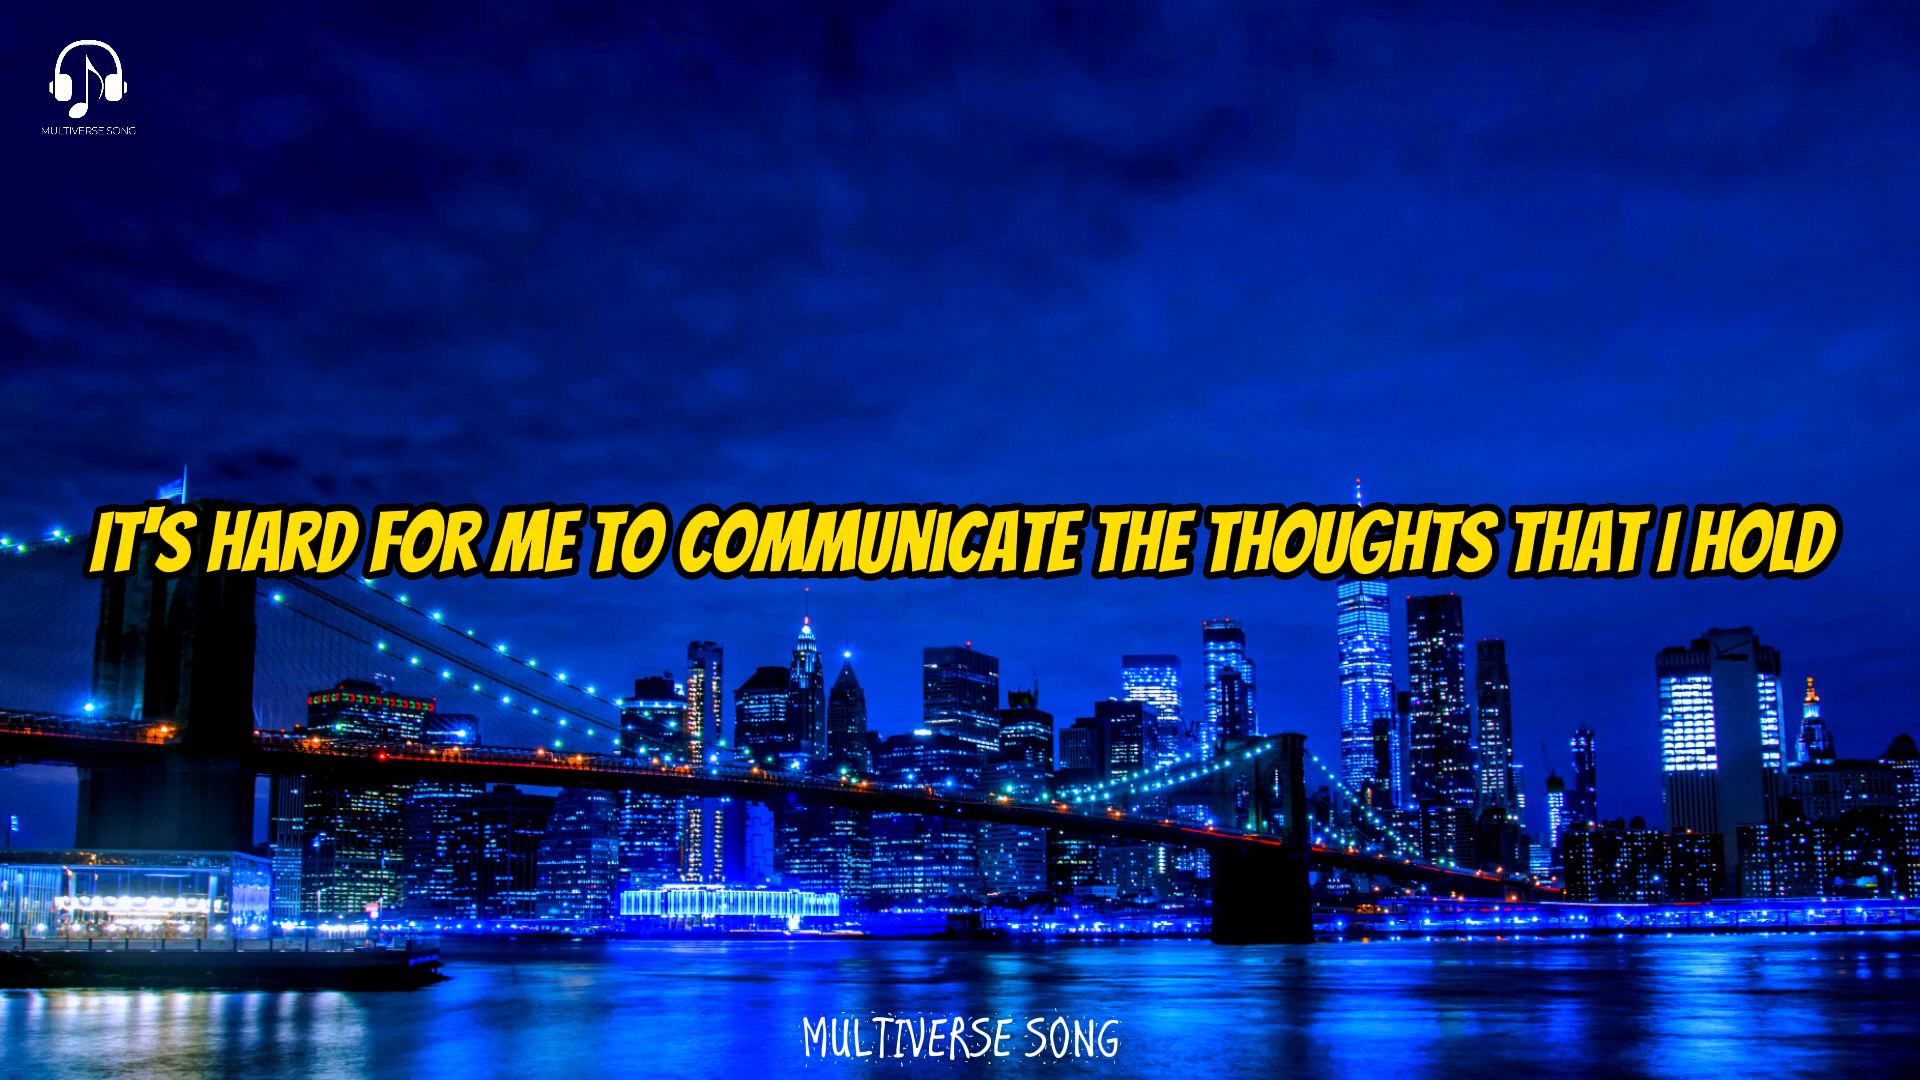 MULTIVERSE SONG
IT'S HARD FOR ME TO COMMUNICATE THE THOUGHTS THAT I HOLD
MULTIVERSE SONG